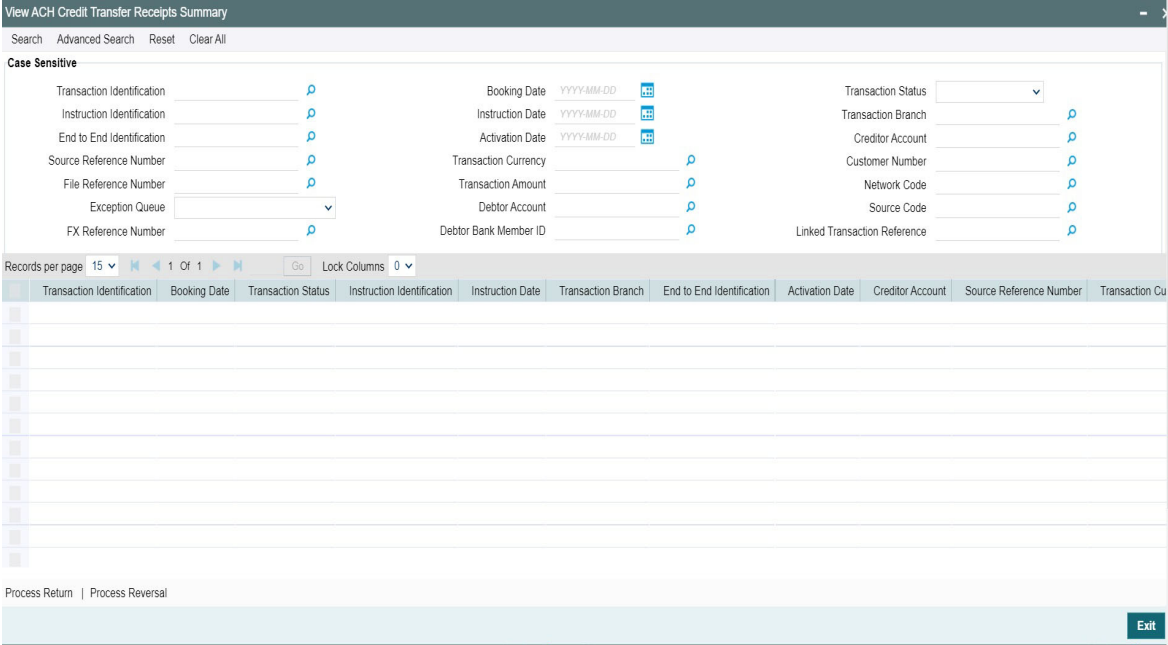 View ACH Credit Transfer Receipts Summary
Search Advanced Search Reset Clear All
Case Sensitive
Transaction Identification Booking Date YYYY-MM-DD Transaction Status
Instruction Identification Instruction Date YYYY-MM-DD Transaction Branch
End to End Identification Activation Date YYYY-MM-DD Creditor Account
Source Reference Number Transaction Currency Customer Number
File Reference Number Transaction Amount Network Code
Exception Queue Debtor Account Source Code
FX Reference Number Debtor Bank Member ID Linked Transaction Reference
Records per page 15 1 Of 1 Go Lock Columns 0
Transaction Identification Booking Date Transaction Status Instruction Identification Instruction Date Transaction Branch End to End Identification Activation Date Creditor Account Source Reference Number Transaction Cu
Process Return | Process Reversal
Exit